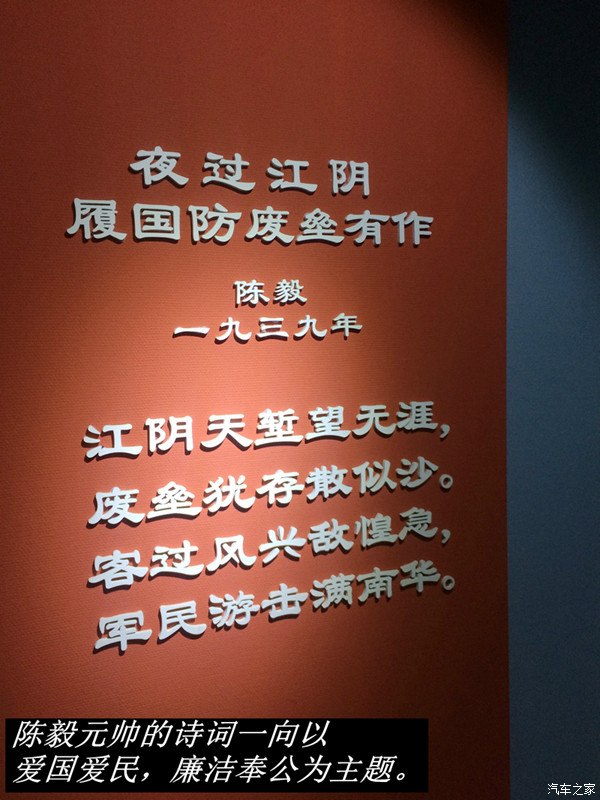 夜过江阴
履国防废垒有作
陈毅
一九三九年
江阴天堑望无涯，
废垒犹存散似沙。
客过风兴敌惶急，
军民游击满南华。
陈毅元帅的诗词一向以
爱国爱民，廉洁奉公为主题。
汽车之家